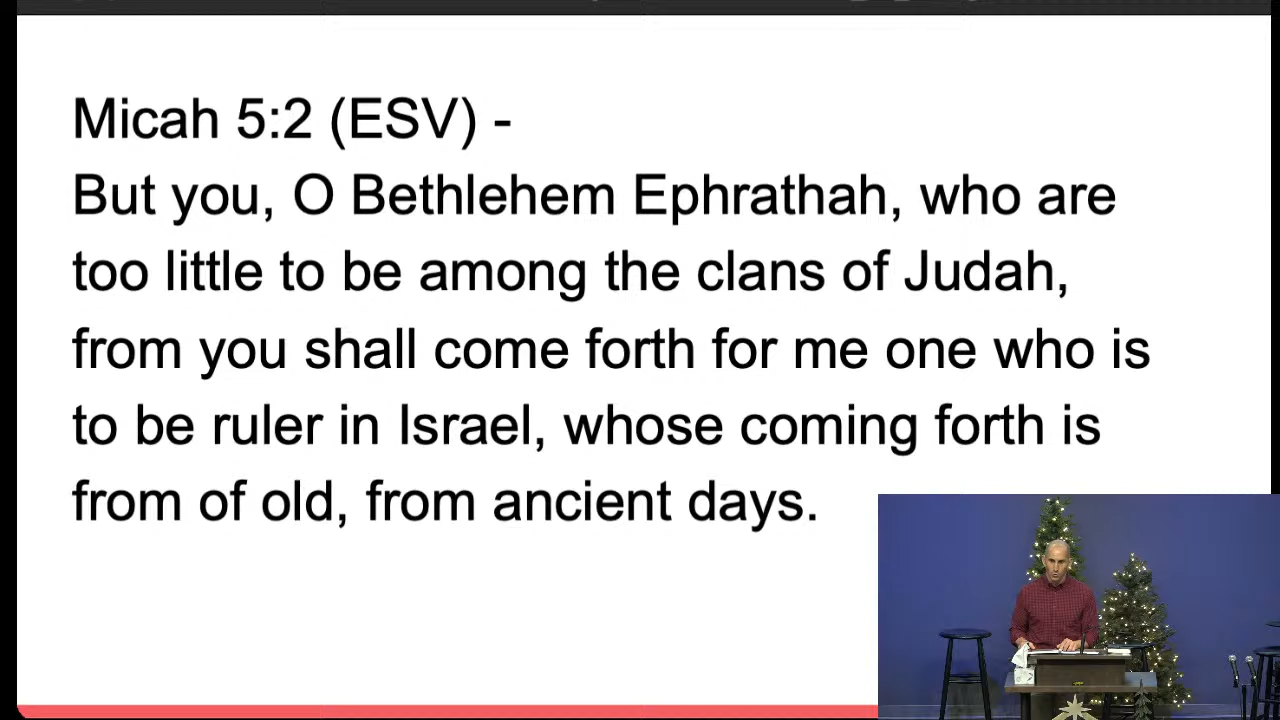 Micah 5:2 (ESV) -
But you, O Bethlehem Ephrathah, who are
too little to be among the clans of Judah,
from you shall come forth for me one who is
to be ruler in Israel, whose coming forth is
from of old, from ancient days.